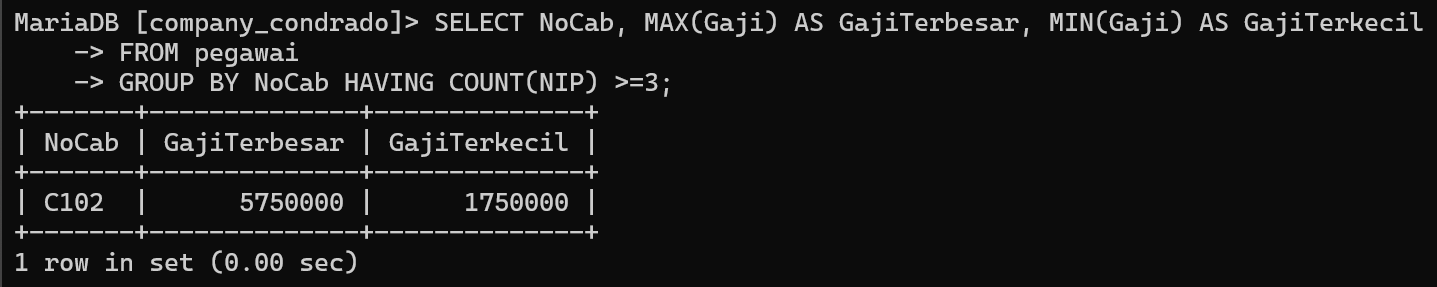 MariaDB [company_condrado]> SELECT NoCab, MAX(Gaji) AS GajiTerbesar, MIN(Gaji) AS GajiTerkecil
    -> FROM pegawai
    -> GROUP BY NoCab HAVING COUNT(NIP) >=3;
+-------+--------------+--------------+
| NoCab | GajiTerbesar | GajiTerkecil |
+-------+--------------+--------------+
| C102  |      5750000 |      1750000 |
+-------+--------------+--------------+
1 row in set (0.00 sec)